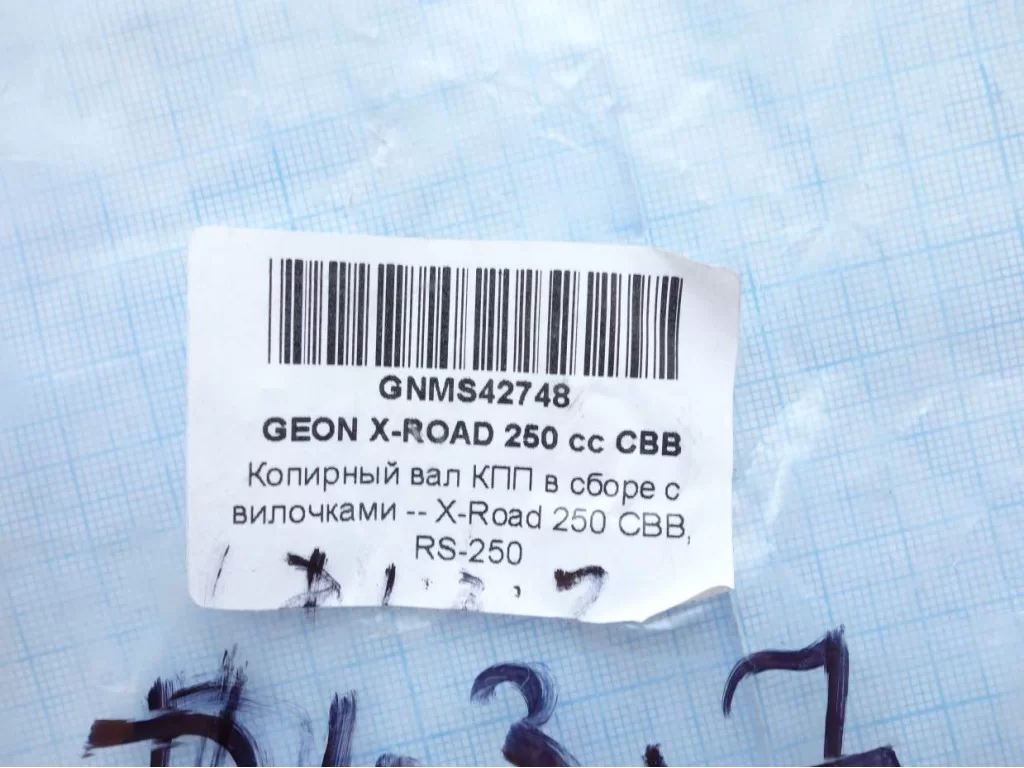 GNMS42748
GEON X-ROAD 250 cc CBB
Копирный вал КПП в сборе с
вилочками -- X-Road 250 CBB,
RS-250